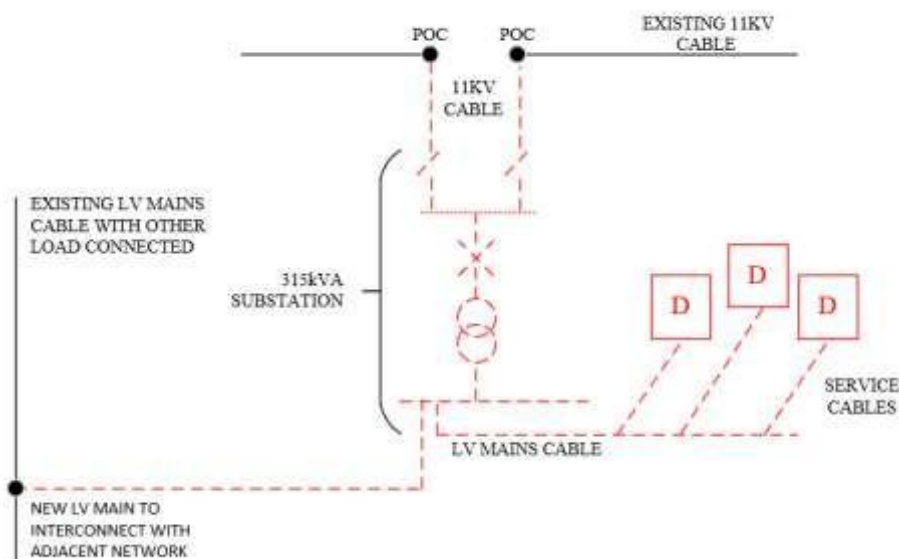 POC
POC
EXISTING 11KV
CABLE
11KV
CABLE
EXISTING LV MAINS
CABLE WITH OTHER
LOAD CONNECTED
315kVA
SUBSTATION
D
D
D
SERVICE
CABLES
LV MAINS CABLE
NEW LV MAIN TO
INTERCONNECT WITH
ADJACENT NETWORK